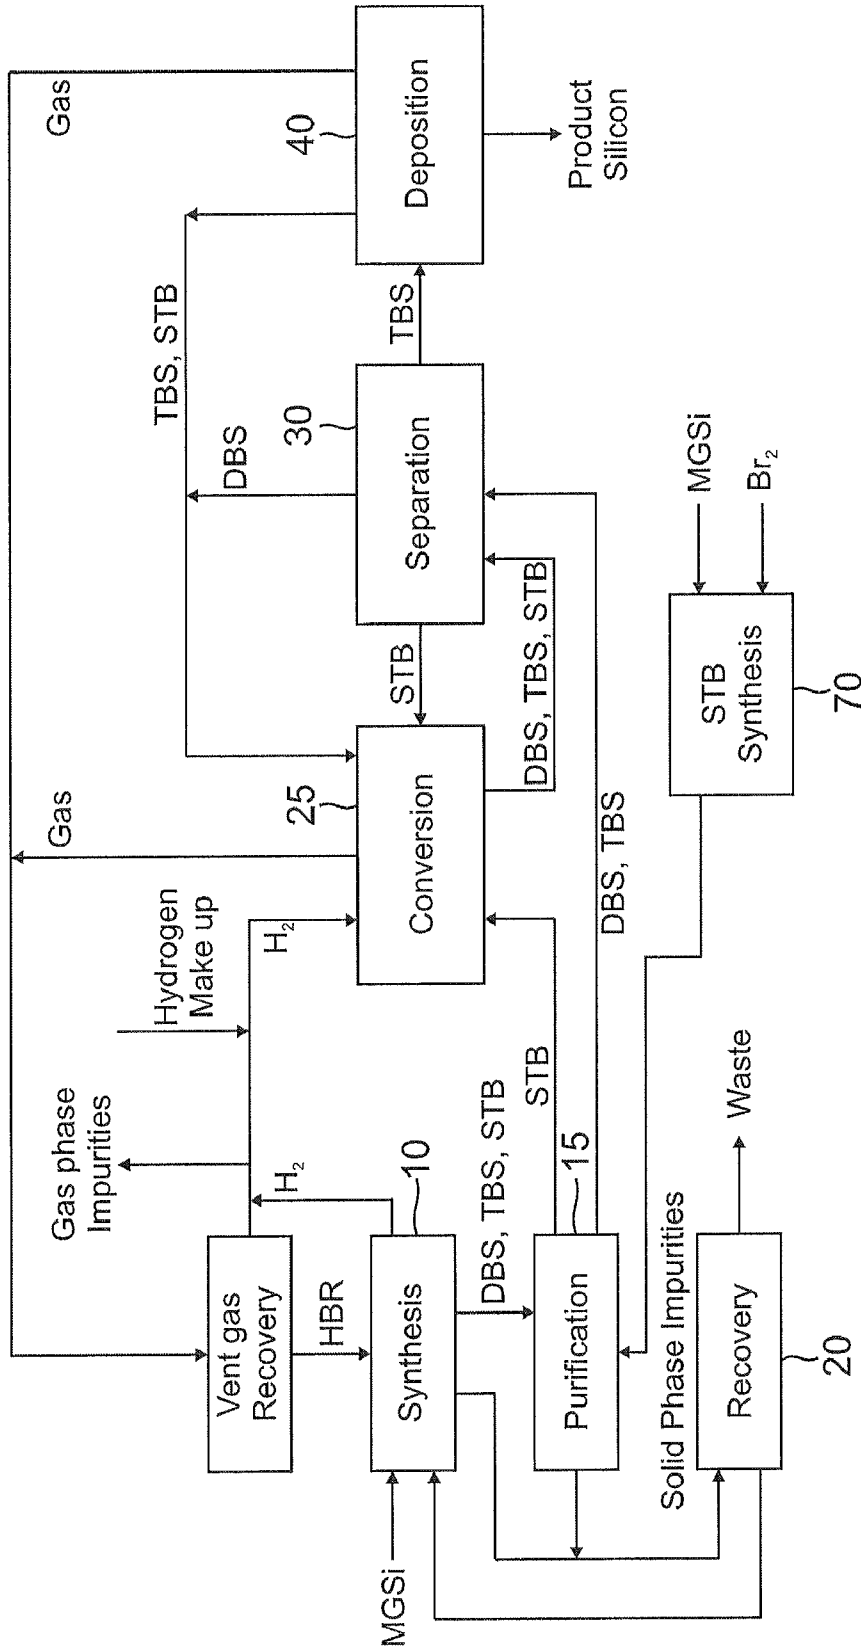 Gas
Gas
Gas phase
Impurities
Hydrogen
Make up
H2
H2
TBS, STB
DBS
Vent gas
Recovery
HBR
MGSi
Synthesis
10
Conversion
25
STB
Separation
30
TBS
Deposition
40
Product
Silicon
DBS, TBS, STB
DBS, TBS, STB
STB
DBS, TBS
Purification
15
Solid Phase Impurities
Recovery
20
Waste
STB
Synthesis
70
MGSi
Br2